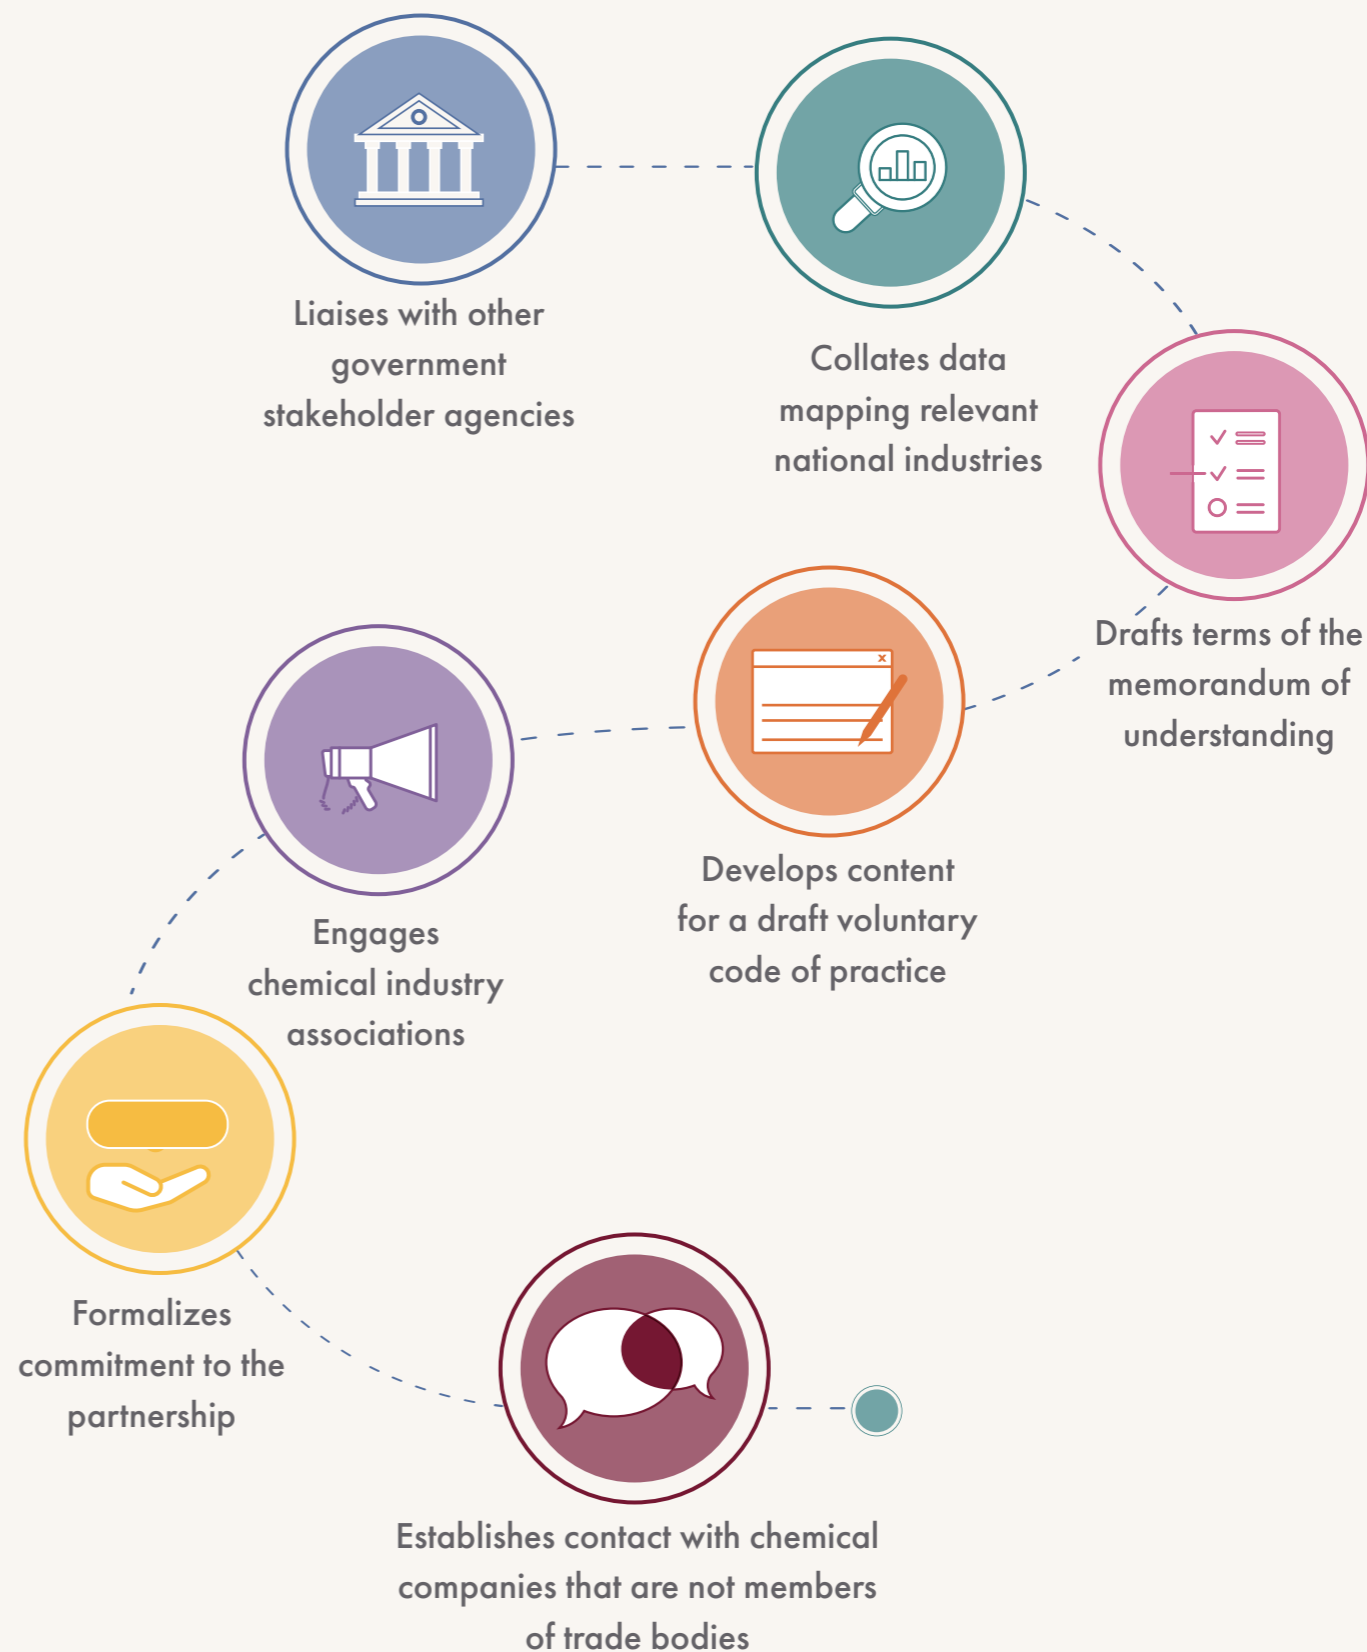 Liaises with other
government
stakeholder agencies
Collates data
mapping relevant
national industries
Drafts terms of the
memorandum of
understanding
Develops content
for a draft voluntary
code of practice
Engages
chemical industry
associations
Formalizes
commitment to the
partnership
Establishes contact with chemical
companies that are not members
of trade bodies